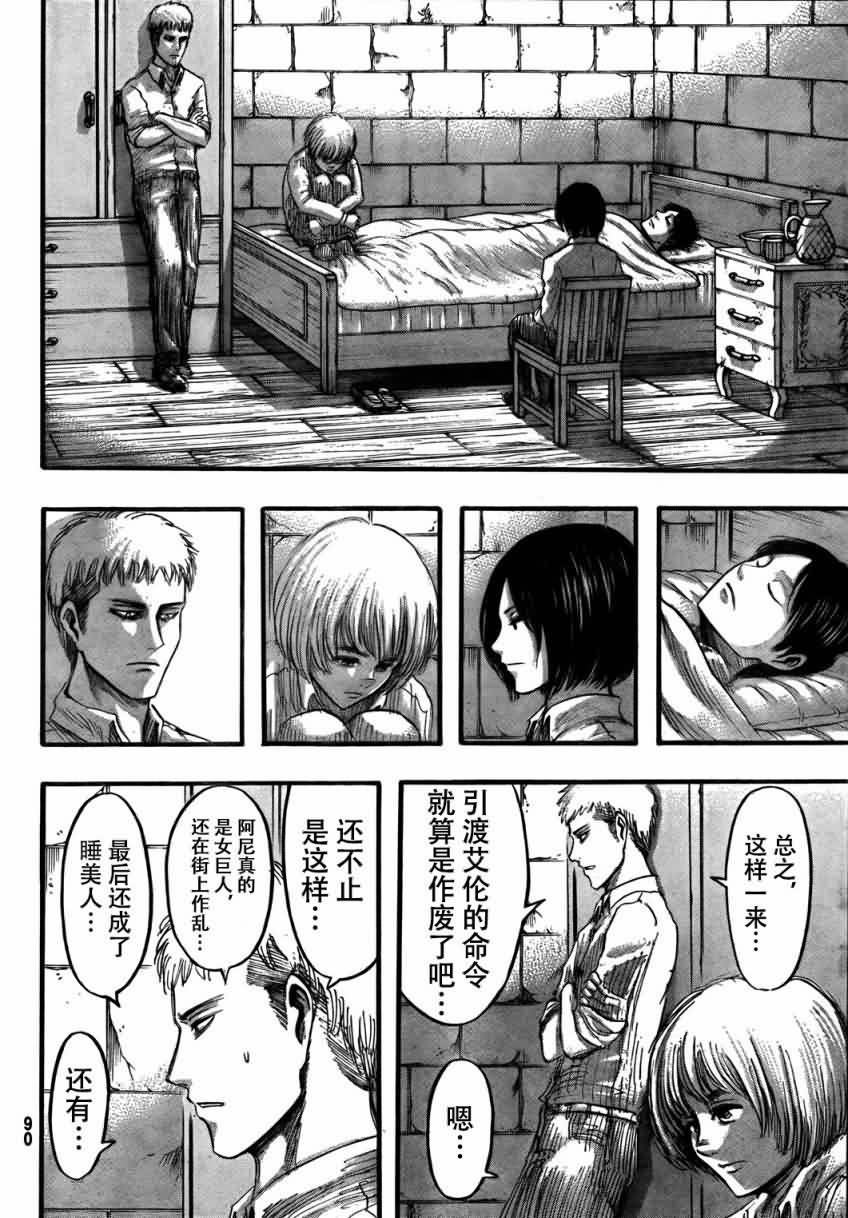 总之，
这样一来…
引渡艾伦的命令
就算是作废了吧…
嗯…
还不止
是这样…
阿尼真的
是女巨人，
还在街上作乱…
最后还成了
睡美人…
还有…
90